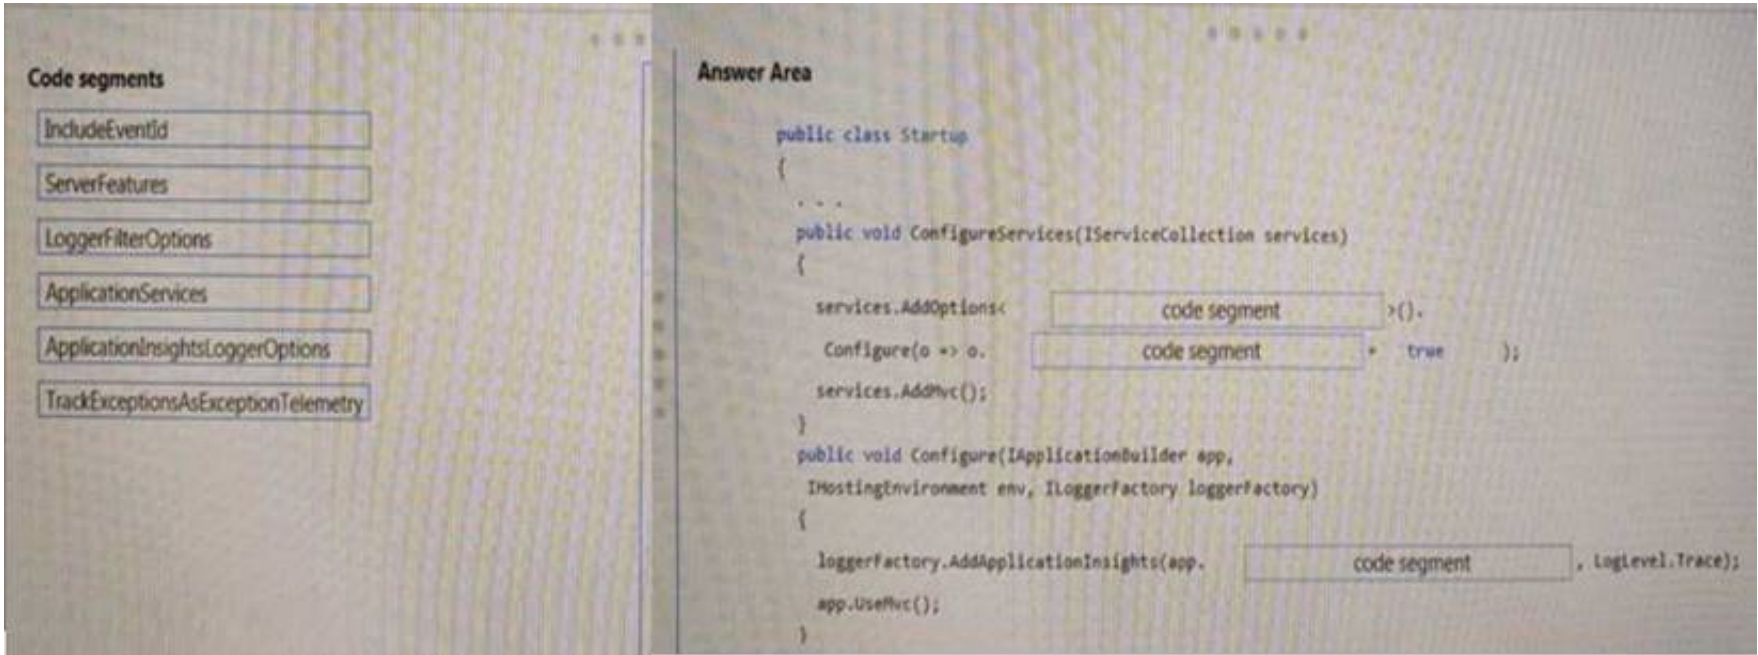 Code segments
IncludeEventId
ServerFeatures
LoggerFilterOptions
ApplicationServices
ApplicationInsightsLoggerOptions
TrackExceptionsAsExceptionTelemetry
Answer Area
public class Startup
{
. . .
public void ConfigureServices(IServiceCollection services)
{
services.AddOptions< code segment >().
Configure(o => o. code segment = true );
services.AddMvc();
}
public void Configure(IApplicationBuilder app,
IHostingEnvironment env, ILoggerFactory loggerFactory)
{
loggerFactory.AddApplicationInsights(app. code segment , LogLevel.Trace);
app.UseMvc();
}